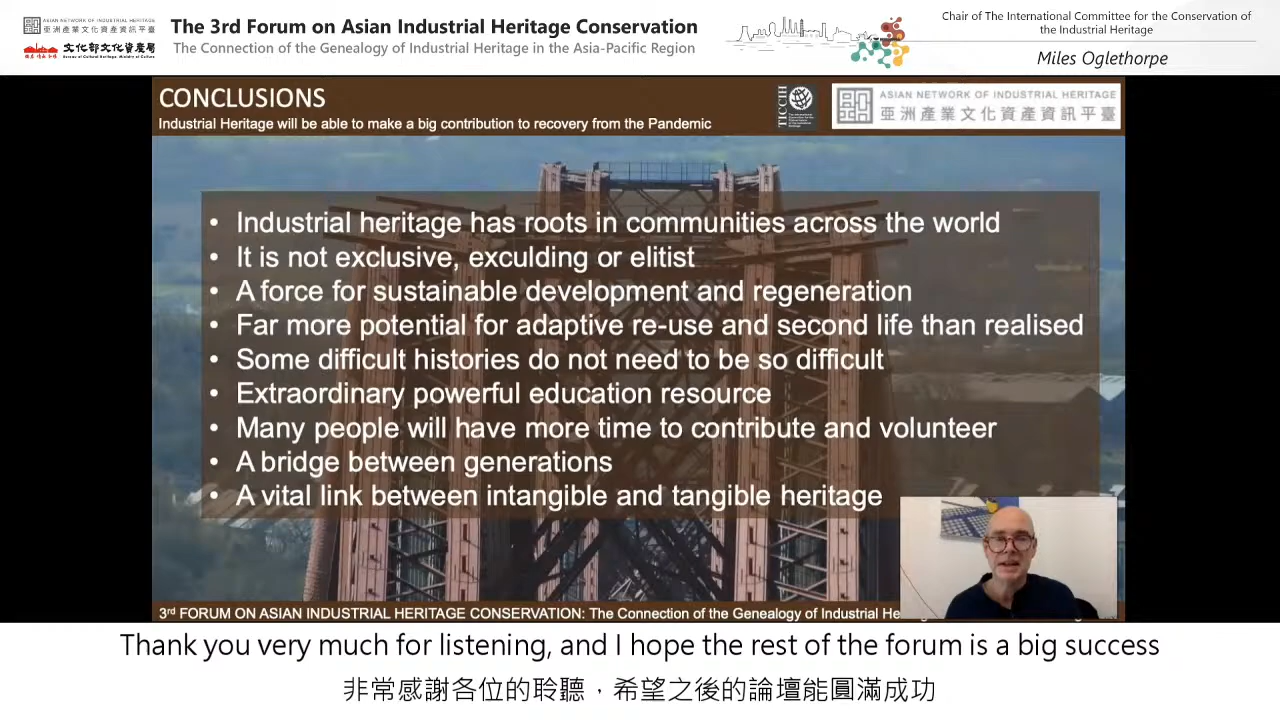 ASIAN NETWORK OF INDUSTRIAL HERITAGE
亞洲產業文化資產資訊平臺
文化部文化資產局
Bureau of Cultural Heritage, Ministry of Culture
The 3rd Forum on Asian Industrial Heritage Conservation
The Connection of the Genealogy of Industrial Heritage in the Asia-Pacific Region
Chair of The International Committee for the Conservation of
the Industrial Heritage
Miles Oglethorpe
CONCLUSIONS
Industrial Heritage will be able to make a big contribution to recovery from the Pandemic
TICCIH
ASIAN NETWORK OF INDUSTRIAL HERITAGE
亞洲產業文化資產資訊平臺
• Industrial heritage has roots in communities across the world
• It is not exclusive, exculding or elitist
• A force for sustainable development and regeneration
• Far more potential for adaptive re-use and second life than realised
• Some difficult histories do not need to be so difficult
• Extraordinary powerful education resource
• Many people will have more time to contribute and volunteer
• A bridge between generations
• A vital link between intangible and tangible heritage
3rd FORUM ON ASIAN INDUSTRIAL HERITAGE CONSERVATION: The Connection of the Genealogy of Industrial He
Thank you very much for listening, and I hope the rest of the forum is a big success
非常感謝各位的聆聽，希望之後的論壇能圓滿成功